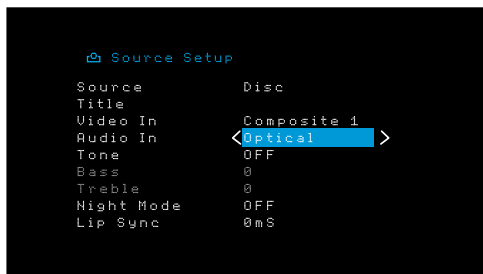 Source Setup
Source Disc
Title
Video In Composite 1
Audio In < Optical >
Tone OFF
Bass 0
Treble 0
Night Mode OFF
Lip Sync 0mS